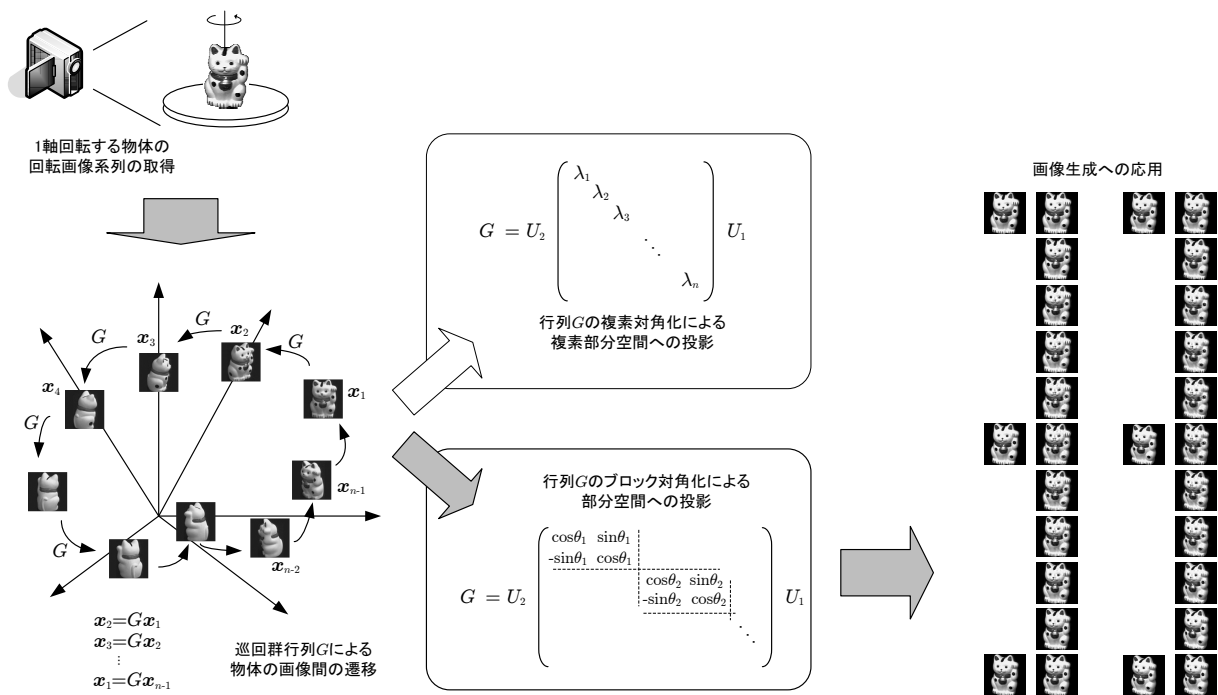 1軸回転する物体の
回転画像系列の取得
G
G
G
G
G
x₁
x₂
x₃
x₄
xₙ₋₁
xₙ₋₂
x₂=Gx₁
x₃=Gx₂
⋮
x₁=Gxₙ₋₁
巡回群行列Gによる
物体の画像間の遷移
G = U₂
λ₁
λ₂
λ₃
⋱
λₙ
U₁
行列Gの複素対角化による
複素部分空間への投影
行列Gのブロック対角化による
部分空間への投影
G = U₂
cosθ₁ sinθ₁
-sinθ₁ cosθ₁
cosθ₂ sinθ₂
-sinθ₂ cosθ₂
⋱
U₁
画像生成への応用